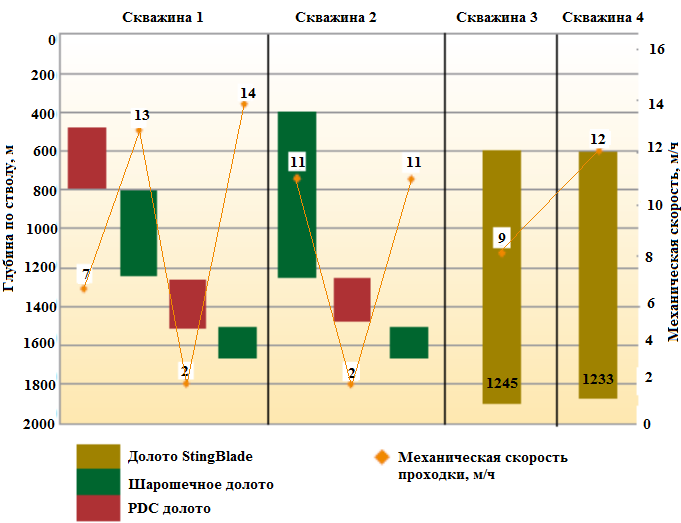 Скважина 1
Скважина 2
Скважина 3
Скважина 4
Глубина по стволу, м
0
200
400
600
800
1000
1200
1400
1600
1800
2000
7
13
2
14
11
2
11
9
12
1245
1233
16
14
12
10
8
6
4
2
0
Механическая скорость, м/ч
Долото StingBlade
Шарошечное долото
PDC долото
Механическая скорость
проходки, м/ч